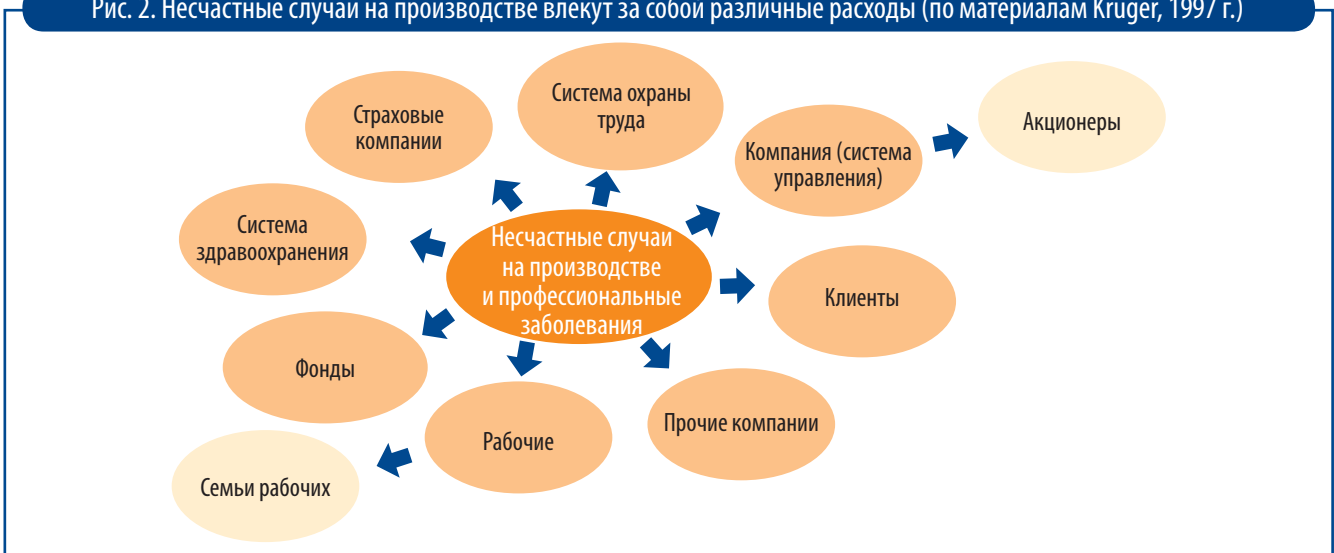 Рис. 2. Несчастные случаи на производстве влекут за собой различные расходы (по материалам Krüger, 1997 г.)
Система охраны
труда
Страховые
компании
Акционеры
Компания (система
управления)
Система
здравоохранения
Несчастные случаи
на производстве
и профессиональные
заболевания
Клиенты
Фонды
Прочие компании
Рабочие
Семьи рабочих